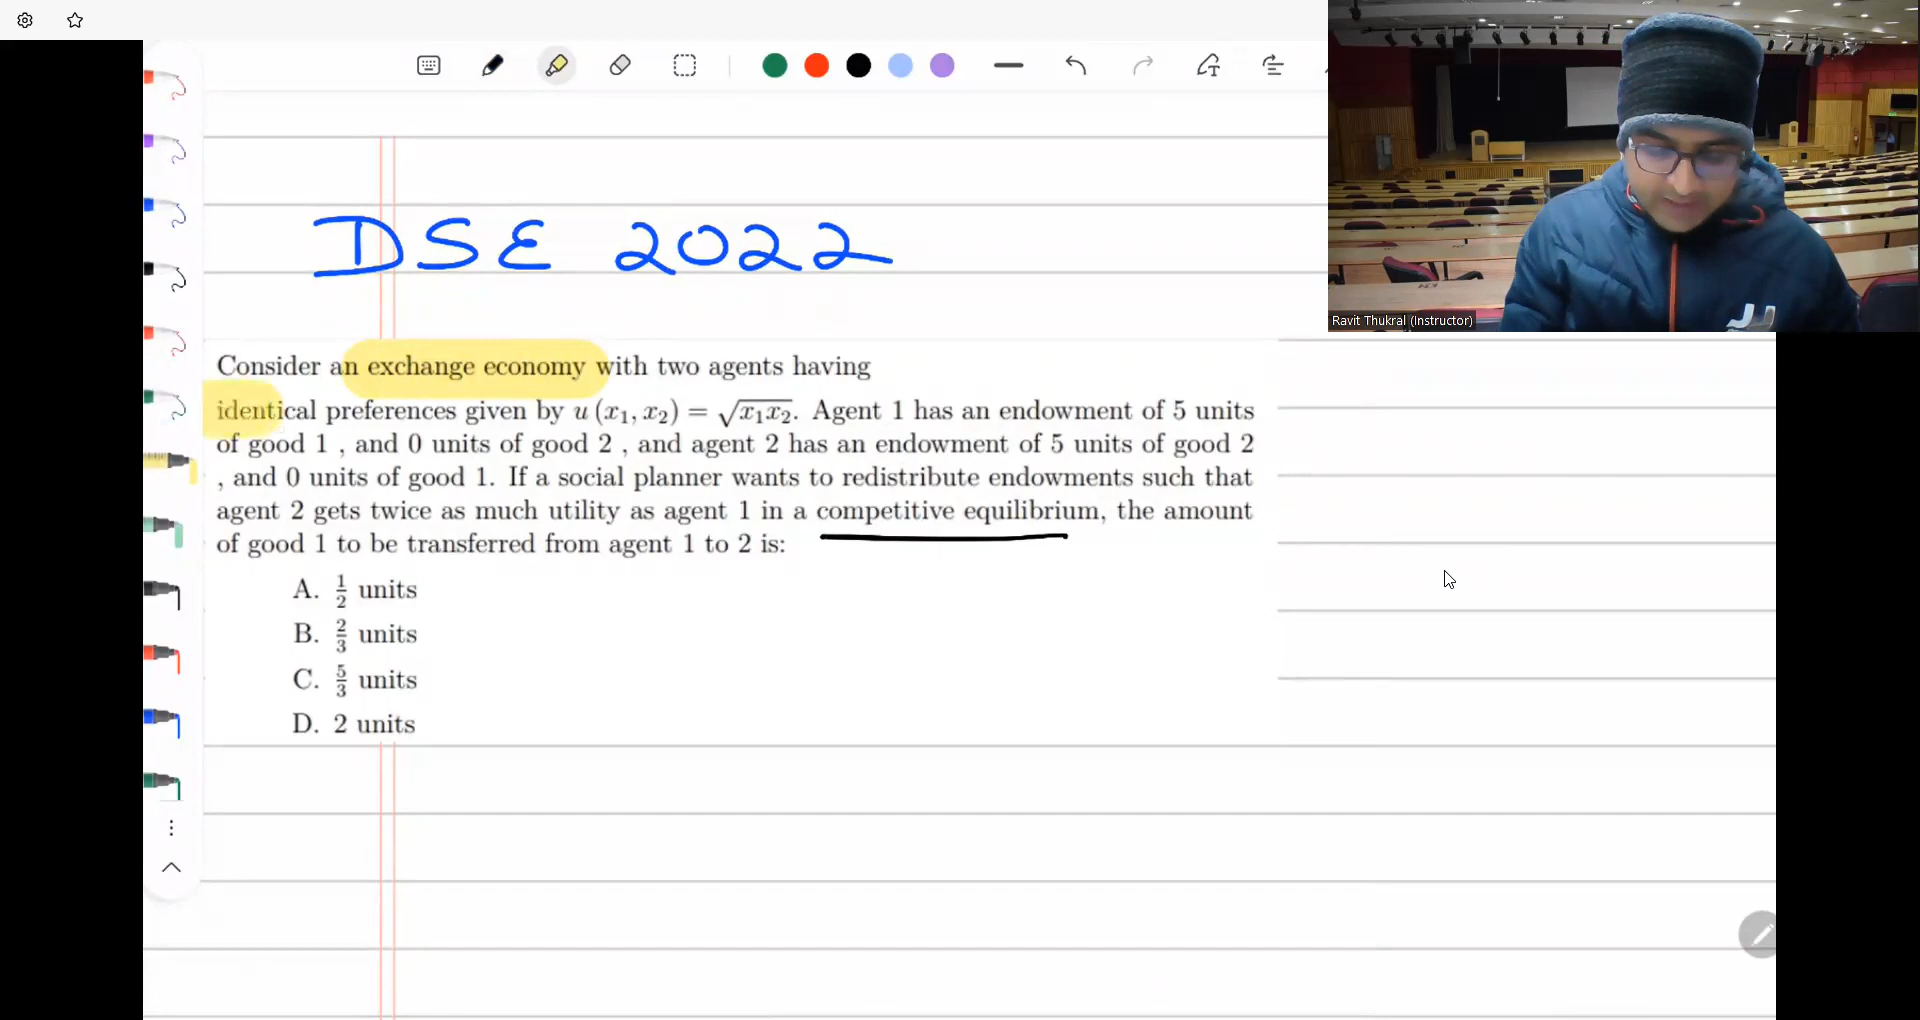 DSE 2022
Ravit Thukral (Instructor)
Consider an exchange economy with two agents having
identical preferences given by u (x₁, x₂) = √x₁x₂. Agent 1 has an endowment of 5 units
of good 1 , and 0 units of good 2 , and agent 2 has an endowment of 5 units of good 2
, and 0 units of good 1. If a social planner wants to redistribute endowments such that
agent 2 gets twice as much utility as agent 1 in a competitive equilibrium, the amount
of good 1 to be transferred from agent 1 to 2 is:
A. 1/2 units
B. 2/3 units
C. 5/3 units
D. 2 units